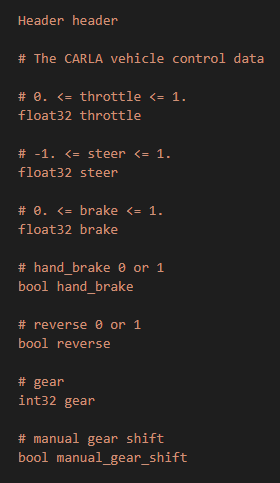 Header header
# The CARLA vehicle control data
# 0. <= throttle <= 1.
float32 throttle
# -1. <= steer <= 1.
float32 steer
# 0. <= brake <= 1.
float32 brake
# hand_brake 0 or 1
bool hand_brake
# reverse 0 or 1
bool reverse
# gear
int32 gear
# manual gear shift
bool manual_gear_shift